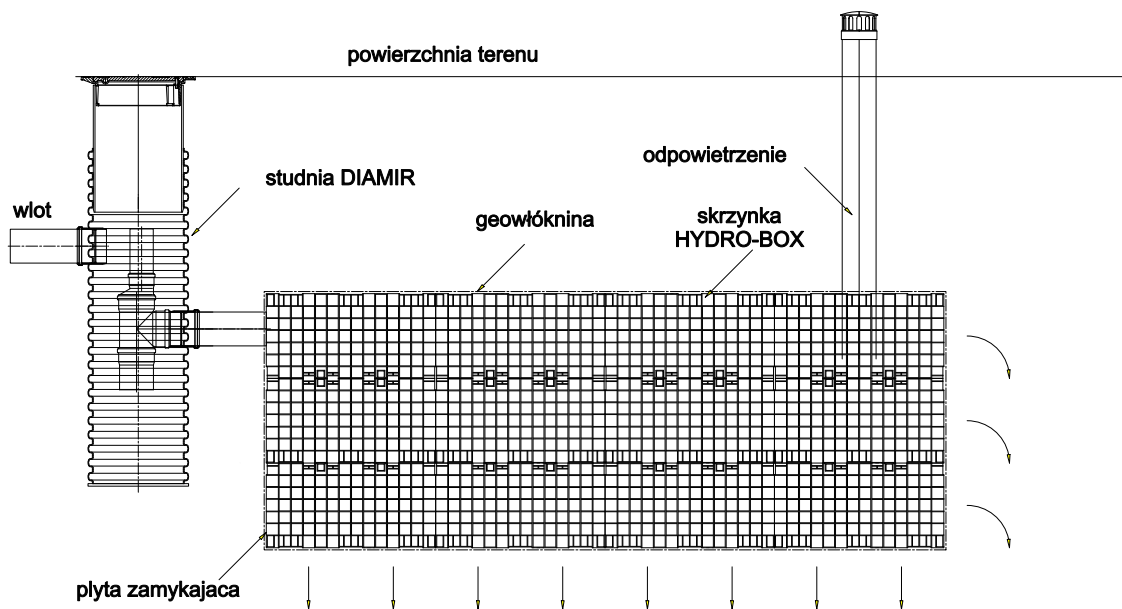 powierzchnia terenu
odpowietrzenie
studnia DIAMIR
wlot
geowłóknina
skrzynka
HYDRO-BOX
plyta zamykajaca